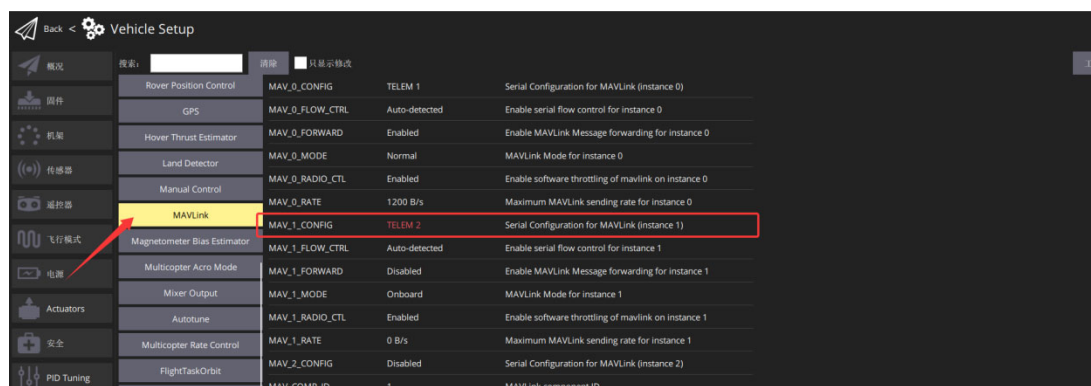 Back < Vehicle Setup
概况
固件
机架
传感器
遥控器
飞行模式
电源
Actuators
安全
PID Tuning
搜索: 清除 只显示修改
Rover Position Control
GPS
Hover Thrust Estimator
Land Detector
Manual Control
MAVLink
Magnetometer Bias Estimator
Multicopter Acro Mode
Mixer Output
Autotune
Multicopter Rate Control
FlightTaskOrbit
MAV_0_CONFIG TELEM 1 Serial Configuration for MAVLink (instance 0)
MAV_0_FLOW_CTRL Auto-detected Enable serial flow control for instance 0
MAV_0_FORWARD Enabled Enable MAVLink Message forwarding for instance 0
MAV_0_MODE Normal MAVLink Mode for instance 0
MAV_0_RADIO_CTL Enabled Enable software throttling of mavlink on instance 0
MAV_0_RATE 1200 B/s Maximum MAVLink sending rate for instance 0
MAV_1_CONFIG TELEM 2 Serial Configuration for MAVLink (instance 1)
MAV_1_FLOW_CTRL Auto-detected Enable serial flow control for instance 1
MAV_1_FORWARD Disabled Enable MAVLink Message forwarding for instance 1
MAV_1_MODE Onboard MAVLink Mode for instance 1
MAV_1_RADIO_CTL Enabled Enable software throttling of mavlink on instance 1
MAV_1_RATE 0 B/s Maximum MAVLink sending rate for instance 1
MAV_2_CONFIG Disabled Serial Configuration for MAVLink (instance 2)
MAV_COMP_ID 1 MAVLink component ID